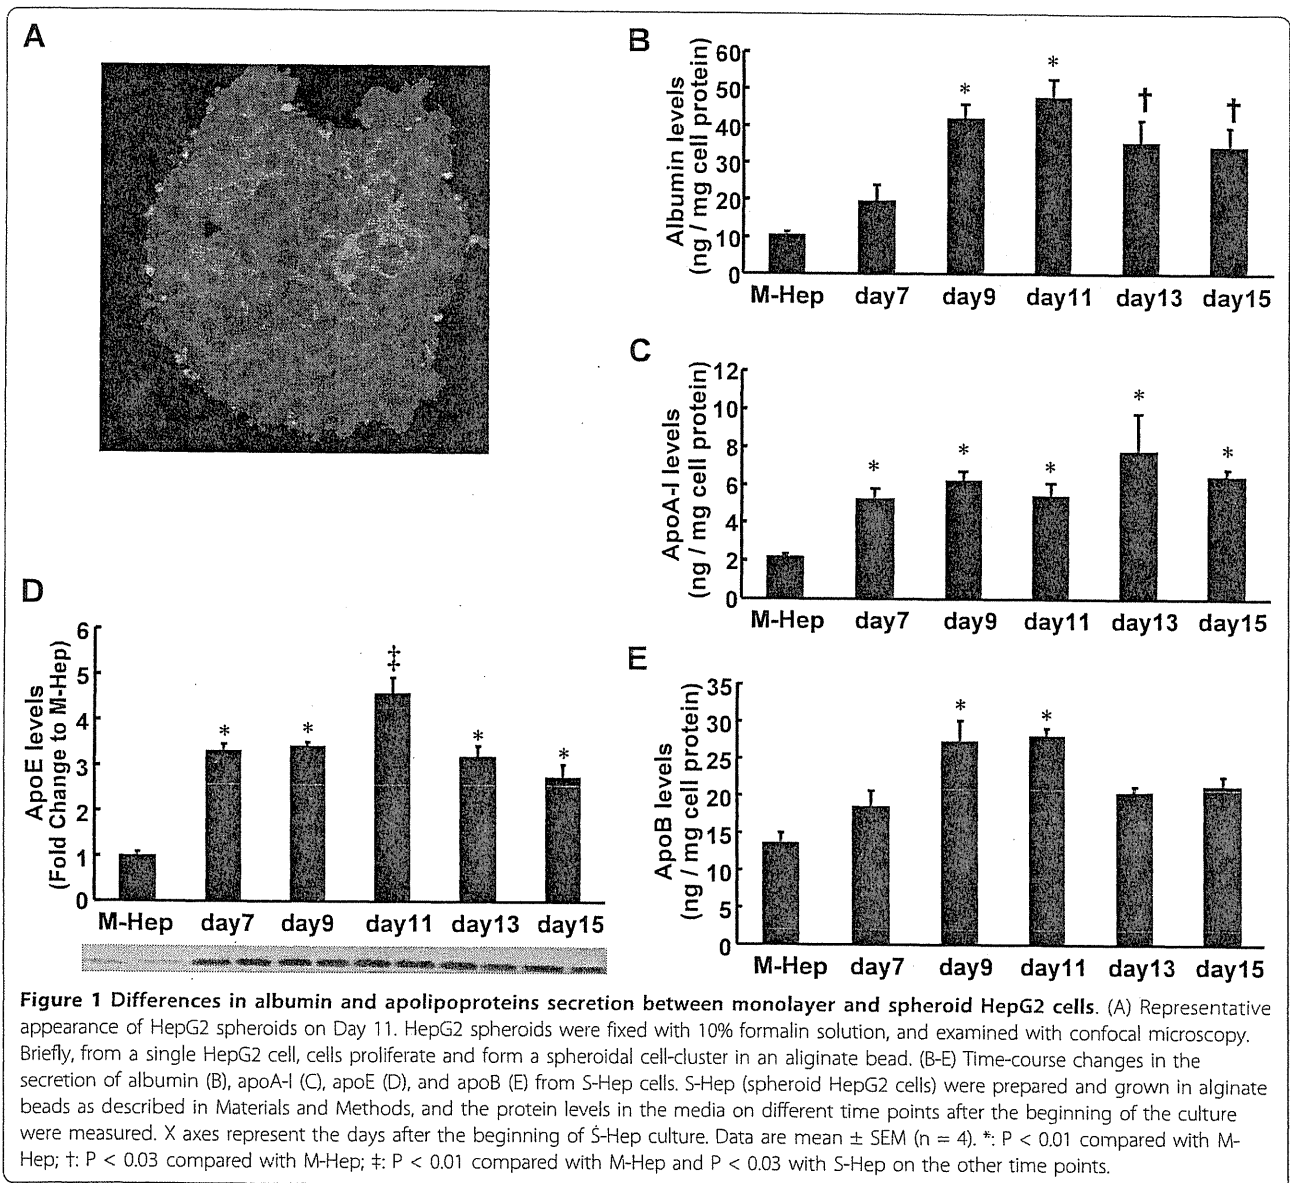 A
B
Albumin levels
(ng / mg cell protein)
60
50
40
30
20
10
0
*
*
†
†
M-Hep day7 day9 day11 day13 day15
C
ApoA-I levels
(ng / mg cell protein)
12
10
8
6
4
2
0
*
*
*
*
*
M-Hep day7 day9 day11 day13 day15
D
ApoE levels
(Fold Change to M-Hep)
6
5
4
3
2
1
0
*
*
‡
*
*
M-Hep day7 day9 day11 day13 day15
E
ApoB levels
(ng / mg cell protein)
35
30
25
20
15
10
5
0
*
*
M-Hep day7 day9 day11 day13 day15
Figure 1 Differences in albumin and apolipoproteins secretion between monolayer and spheroid HepG2 cells. (A) Representative
appearance of HepG2 spheroids on Day 11. HepG2 spheroids were fixed with 10% formalin solution, and examined with confocal microscopy.
Briefly, from a single HepG2 cell, cells proliferate and form a spheroidal cell-cluster in an aliginate bead. (B-E) Time-course changes in the
secretion of albumin (B), apoA-I (C), apoE (D), and apoB (E) from S-Hep cells. S-Hep (spheroid HepG2 cells) were prepared and grown in alginate
beads as described in Materials and Methods, and the protein levels in the media on different time points after the beginning of the culture
were measured. X axes represent the days after the beginning of S-Hep culture. Data are mean ± SEM (n = 4). *: P < 0.01 compared with M-
Hep; †: P < 0.03 compared with M-Hep; ‡: P < 0.01 compared with M-Hep and P < 0.03 with S-Hep on the other time points.